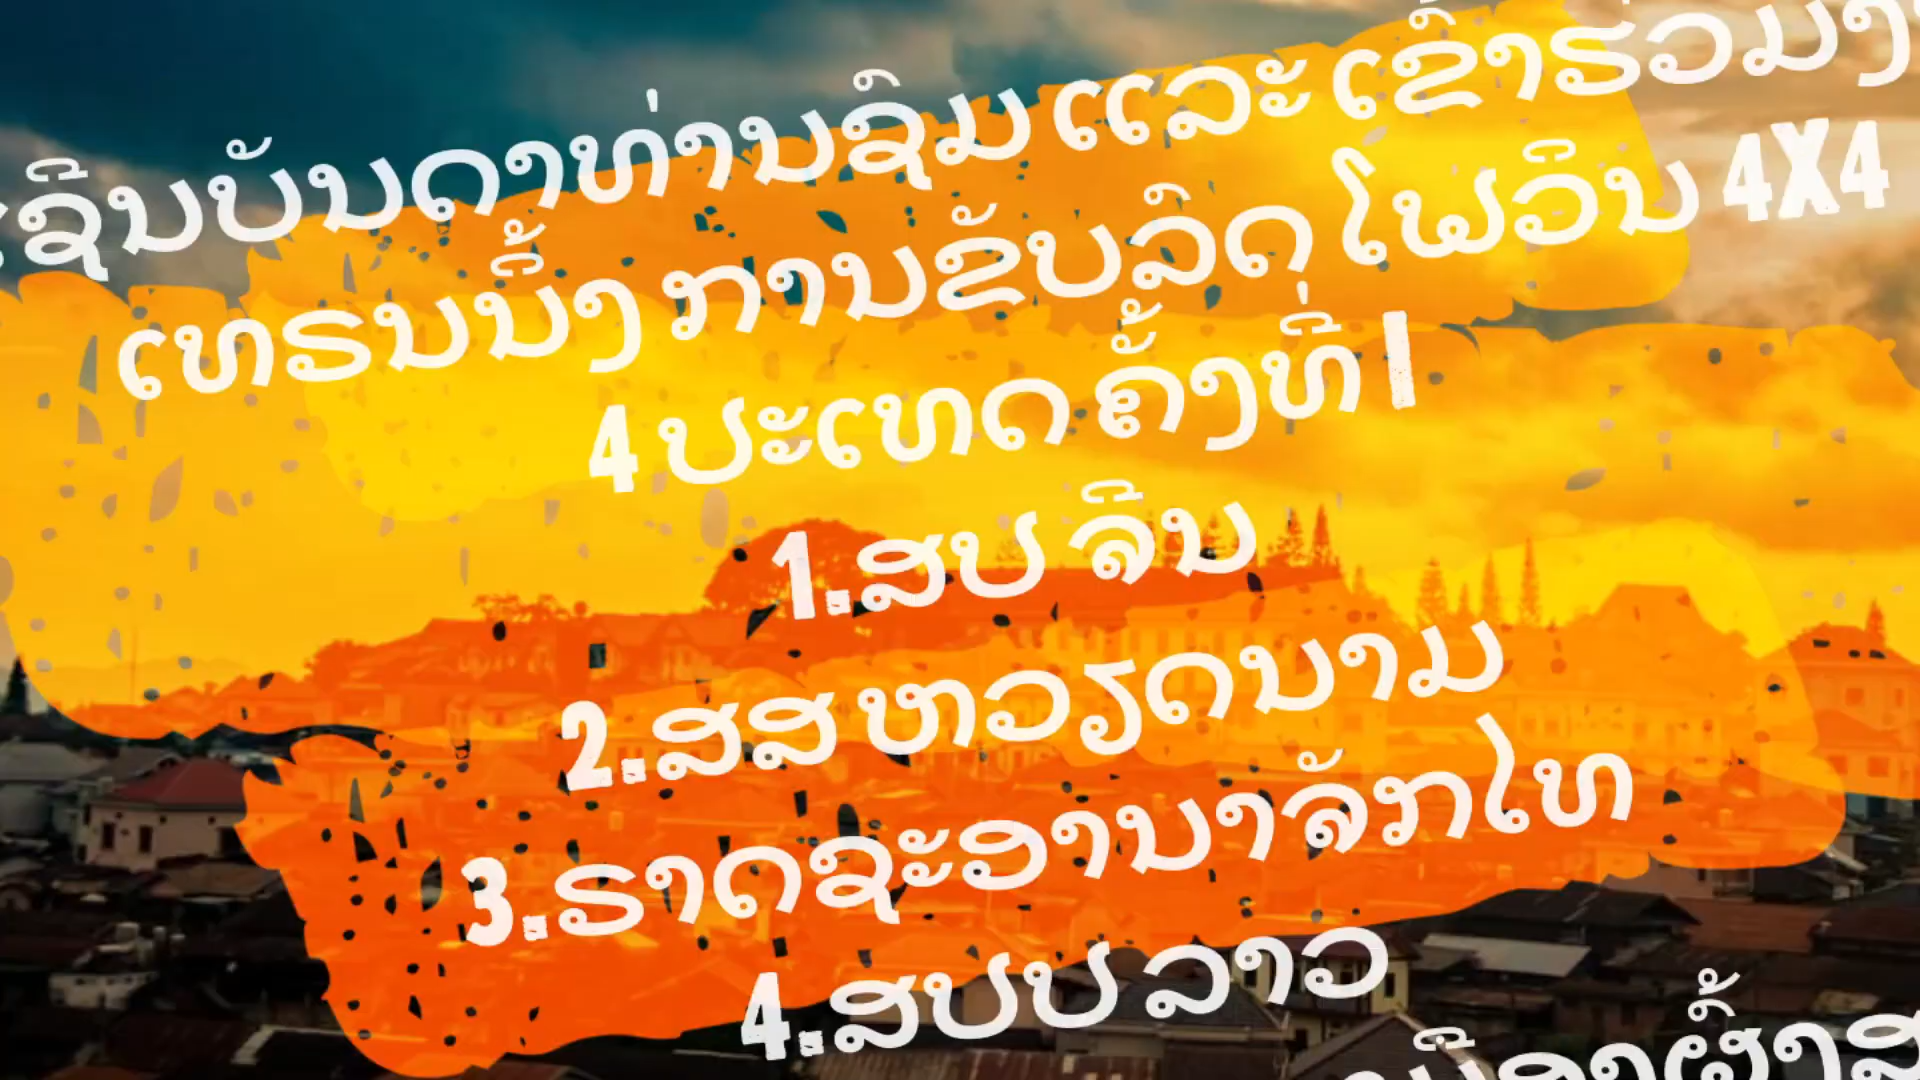 ຊີນບັນດາທ່ານຊົມ ແລະ ເຂົ້າຮ່ວມງ
ເທຣນນິ້ງ ການຂັບລົດ ໂຟວິນ 4X4
4 ປະເທດ ຄັ້ງທີ່ 1
1.ສປ ຈີນ
2.ສສ ຫວຽດນາມ
3.ຣາດຊະອານາຈັກໄທ
4.ສປປ ລາວ